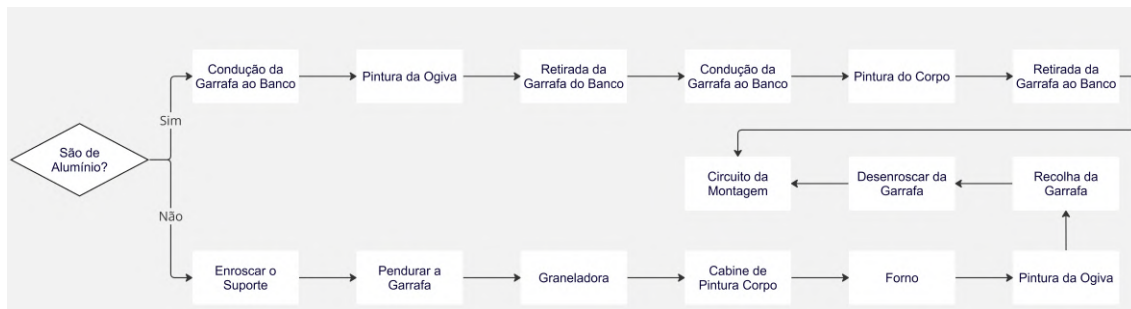 Condução da
Garrafa ao Banco
Pintura da Ogiva
Retirada da
Garrafa do Banco
Condução da
Garrafa ao Banco
Pintura do Corpo
Retirada da
Garrafa ao Banco
Sim
São de
Alumínio?
Circuito da
Montagem
Desenroscar da
Garrafa
Recolha da
Garrafa
Não
Enroscar o
Suporte
Pendurar a
Garrafa
Graneladora
Cabine de
Pintura Corpo
Forno
Pintura da Ogiva